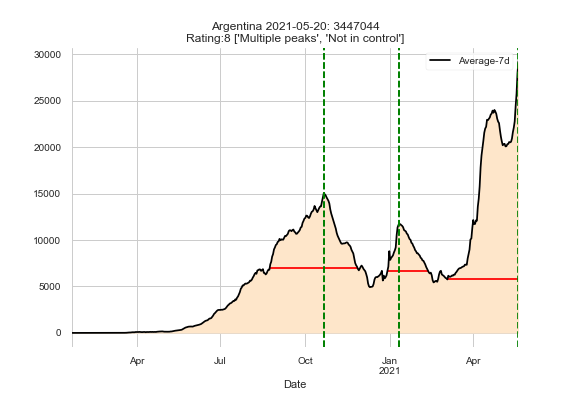 Argentina 2021-05-20: 3447044
Rating:8 ['Multiple peaks', 'Not in control']
Average-7d
30000
25000
20000
15000
10000
5000
0
Apr Jul Oct Jan Apr
2021
Date